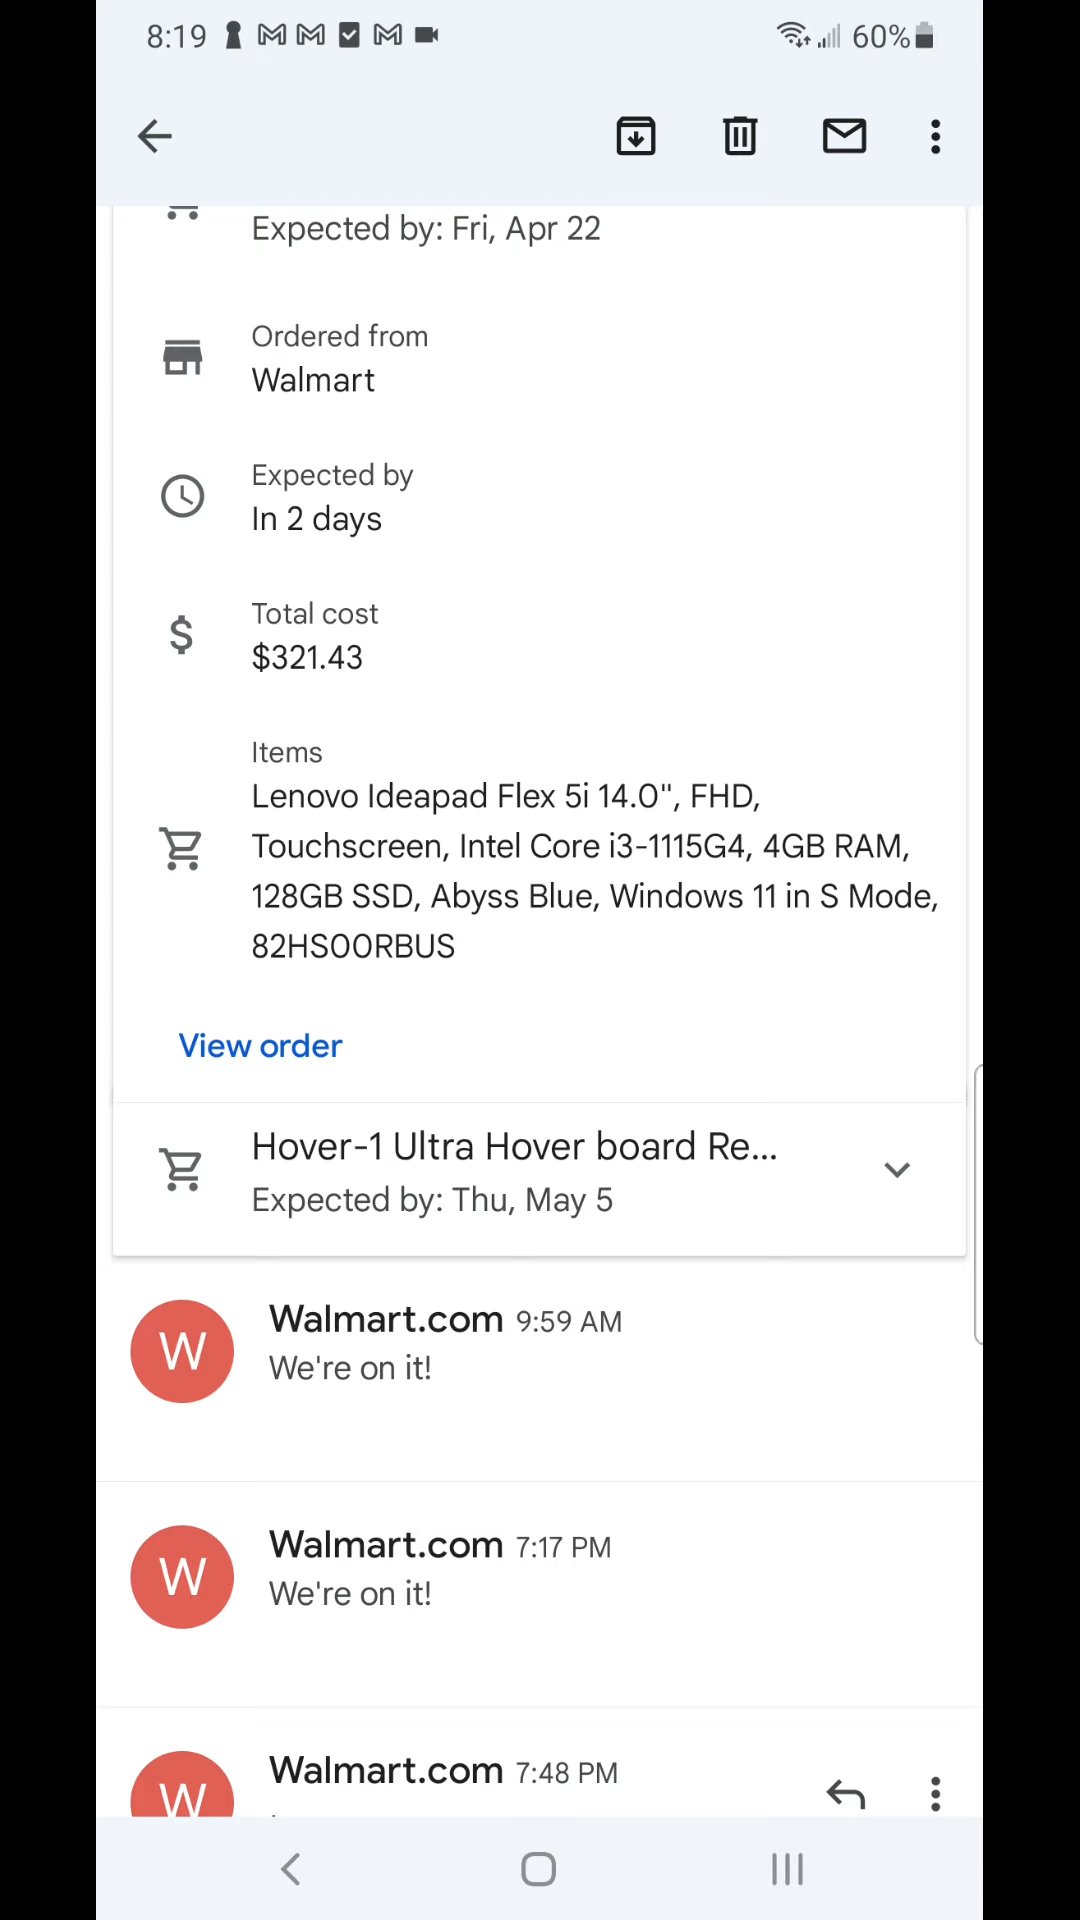 8:19
60%
Expected by: Fri, Apr 22
Ordered from
Walmart
Expected by
In 2 days
Total cost
$321.43
Items
Lenovo Ideapad Flex 5i 14.0", FHD,
Touchscreen, Intel Core i3-1115G4, 4GB RAM,
128GB SSD, Abyss Blue, Windows 11 in S Mode,
82HS00RBUS
View order
Hover-1 Ultra Hover board Re...
Expected by: Thu, May 5
W
Walmart.com 9:59 AM
We're on it!
W
Walmart.com 7:17 PM
We're on it!
W
Walmart.com 7:48 PM